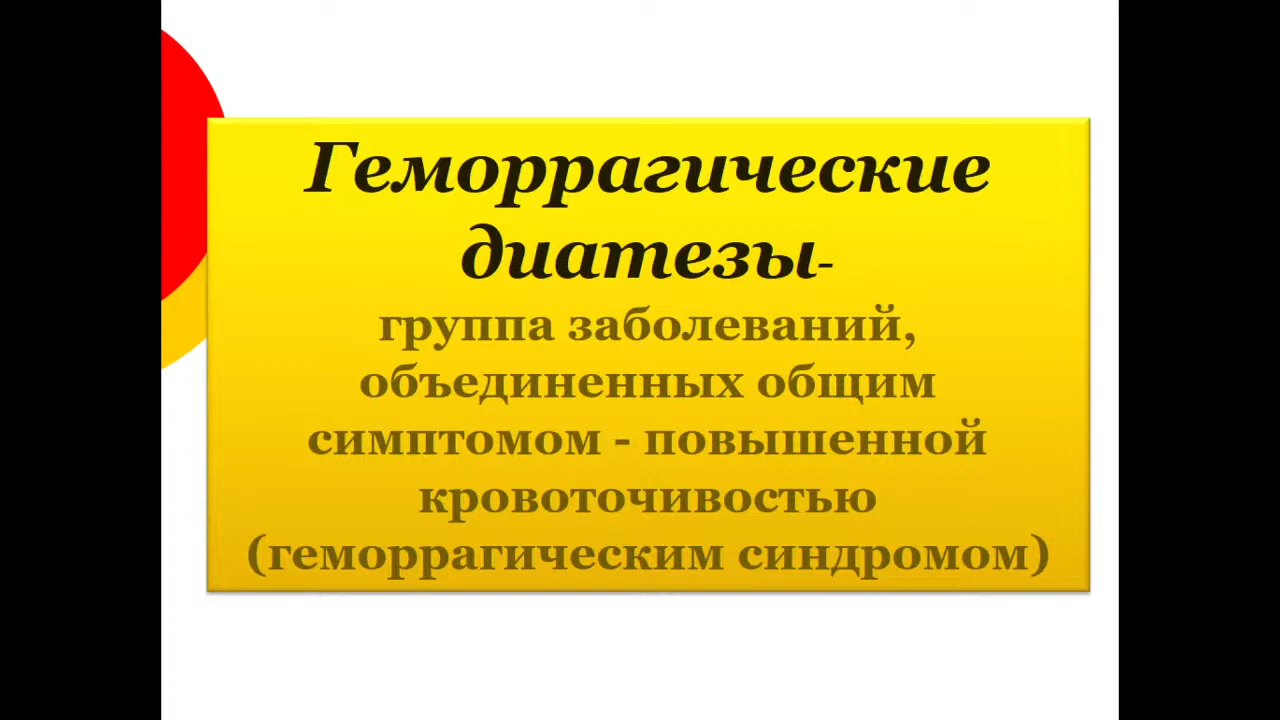 Геморрагические
диатезы-
группа заболеваний,
объединенных общим
симптомом - повышенной
кровоточивостью
(геморрагическим синдромом)